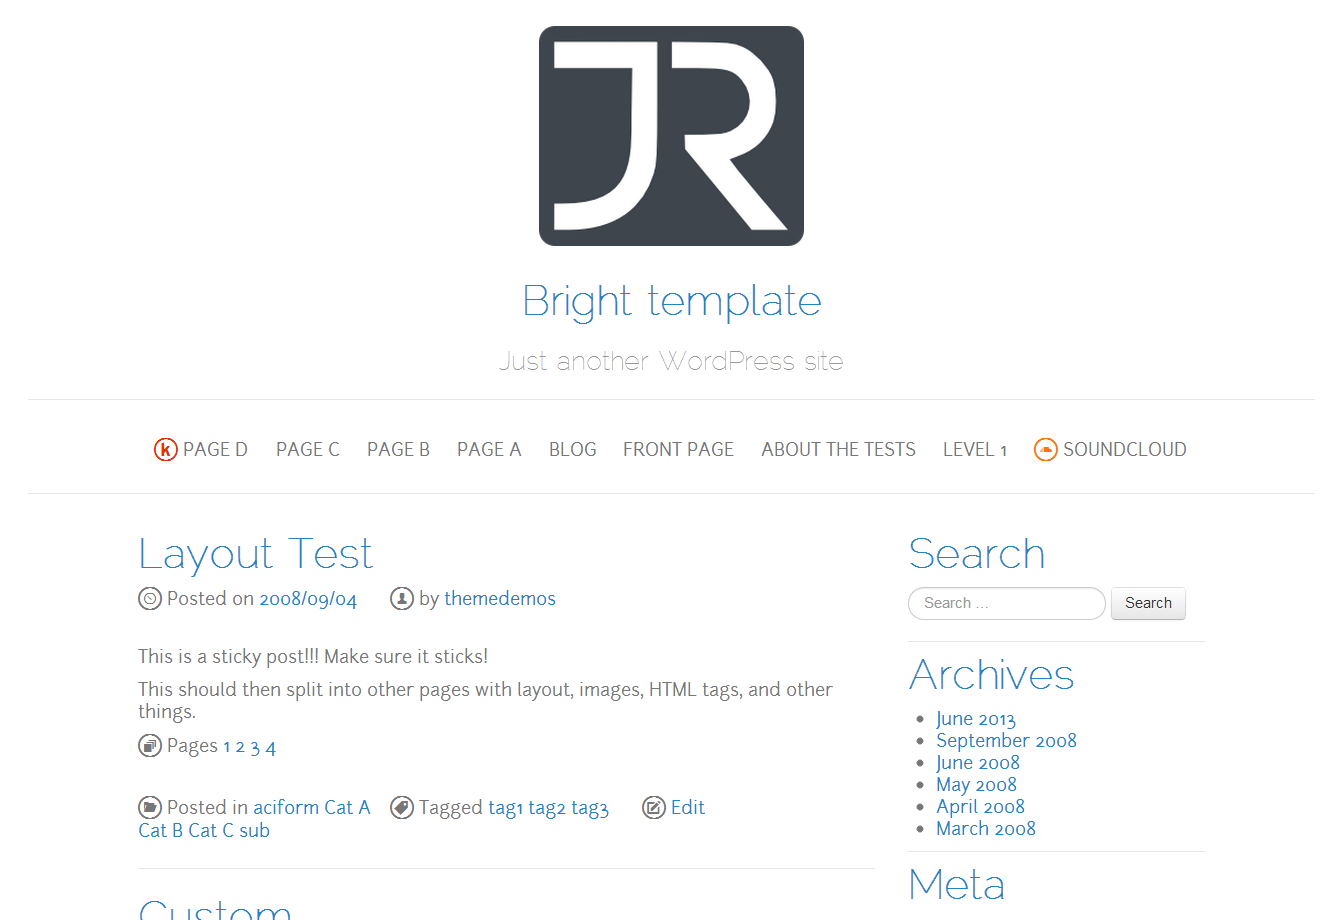 JR
Bright template
Just another WordPress site
k PAGE D PAGE C PAGE B PAGE A BLOG FRONT PAGE ABOUT THE TESTS LEVEL 1 SOUNDCLOUD
Layout Test
Posted on 2008/09/04 by themedemos
This is a sticky post!!! Make sure it sticks!
This should then split into other pages with layout, images, HTML tags, and other
things.
Pages 1 2 3 4
Posted in aciform Cat A
Cat B Cat C sub
Tagged tag1 tag2 tag3
Edit
Custom
Search
Search ...
Search
Archives
June 2013
September 2008
June 2008
May 2008
April 2008
March 2008
Meta